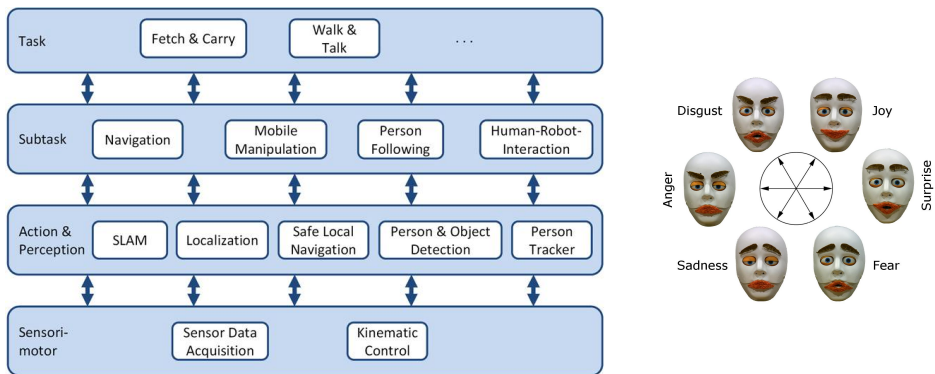 Task
Fetch & Carry
Walk &
Talk
...
Subtask
Navigation
Mobile
Manipulation
Person
Following
Human-Robot-
Interaction
Action &
Perception
SLAM
Localization
Safe Local
Navigation
Person & Object
Detection
Person
Tracker
Sensori-
motor
Sensor Data
Acquisition
Kinematic
Control
Disgust
Joy
Anger
Surprise
Sadness
Fear